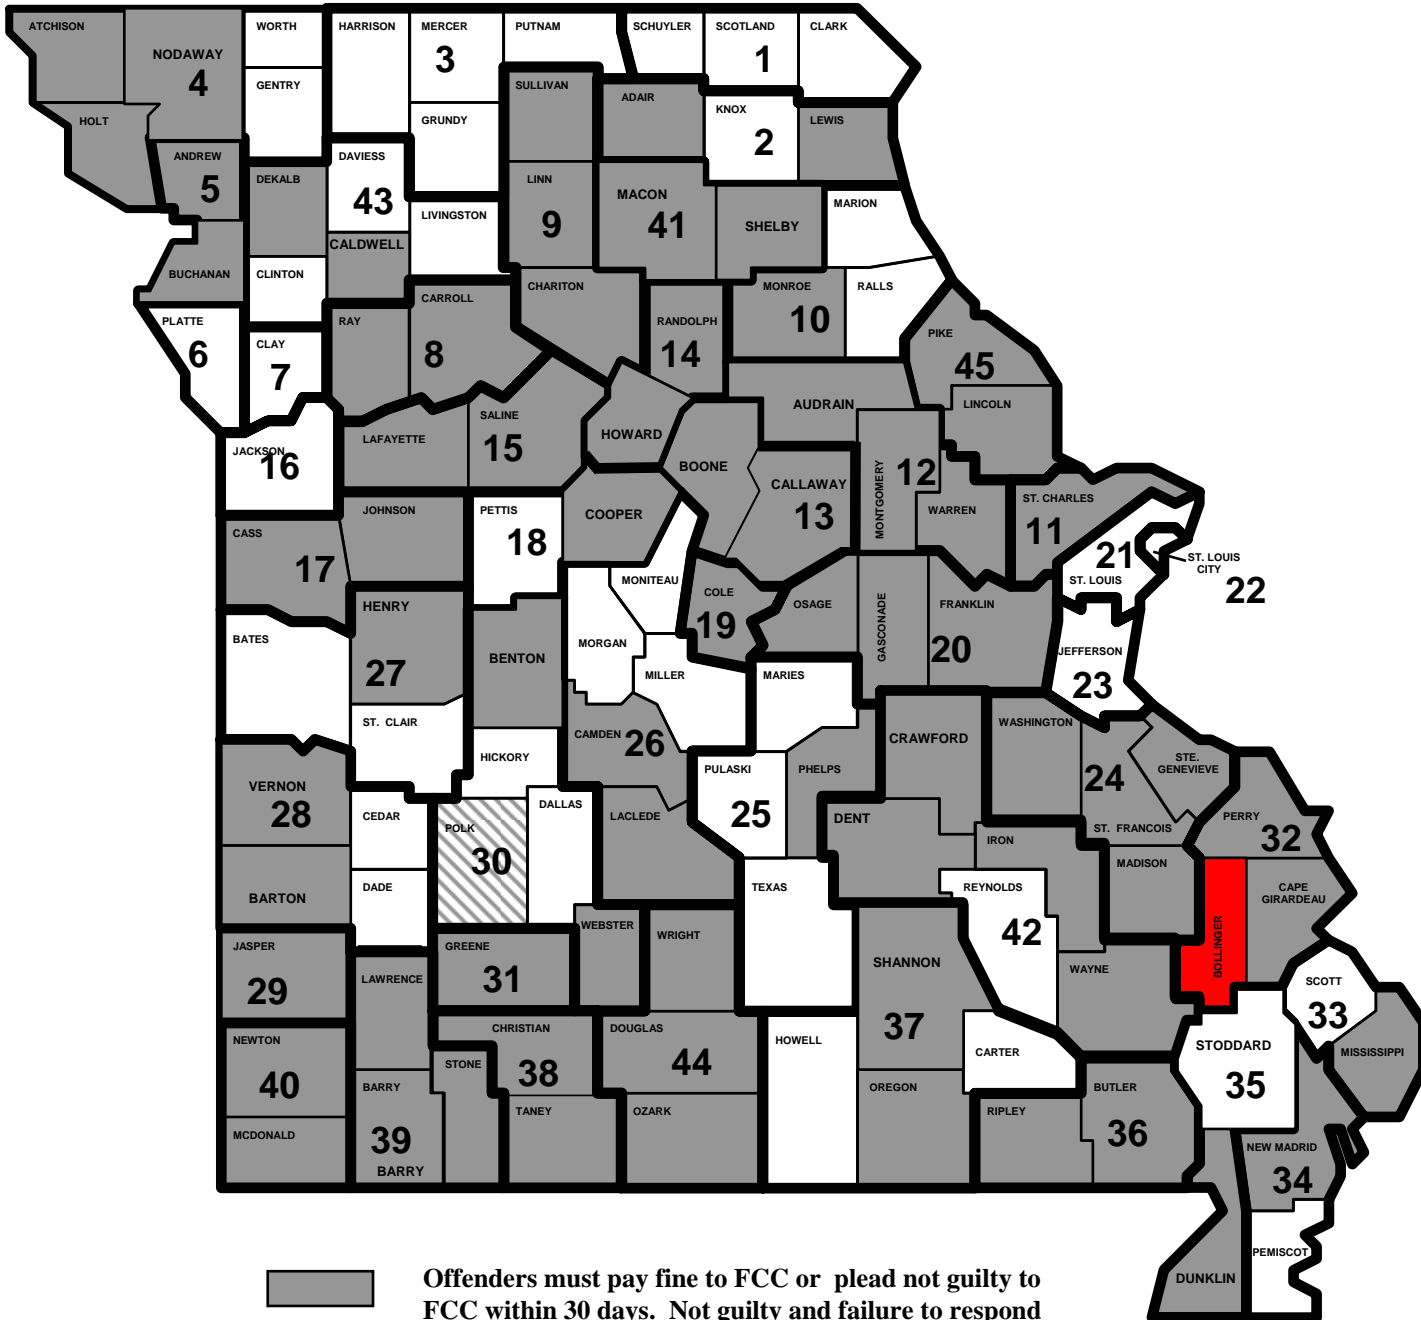 ATCHISON
NODAWAY
4
WORTH
GENTRY
HARRISON
MERCER
3
GRUNDY
PUTNAM
SCHUYLER
SCOTLAND
1
CLARK
HOLT
ANDREW
5
DEKALB
DAVIESS
43
CALDWELL
LIVINGSTON
SULLIVAN
LINN
9
ADAIR
KNOX
2
LEWIS
MACON
41
SHELBY
MARION
BUCHANAN
CLINTON
PLATTE
6
CLAY
7
RAY
CARROLL
8
CHARITON
RANDOLPH
14
MONROE
10
RALLS
PIKE
45
LINCOLN
JACKSON
16
LAFAYETTE
SALINE
15
HOWARD
BOONE
AUDRAIN
CALLAWAY
13
MONTGOMERY
12
WARREN
ST. CHARLES
11
21
ST. LOUIS
ST. LOUIS
CITY
22
CASS
17
JOHNSON
PETTIS
18
COOPER
MONITEAU
COLE
19
OSAGE
GASCONADE
FRANKLIN
20
JEFFERSON
23
BATES
HENRY
27
ST. CLAIR
BENTON
HICKORY
MORGAN
MILLER
CAMDEN
26
MARIES
PULASKI
25
PHELPS
CRAWFORD
WASHINGTON
24
STE.
GENEVIEVE
ST. FRANCOIS
PERRY
32
VERNON
28
BARTON
CEDAR
DADE
POLK
30
DALLAS
LACLEDE
DENT
IRON
MADISON
TEXAS
REYNOLDS
42
BOLLINGER
CAPE
GIRARDEAU
JASPER
29
LAWRENCE
GREENE
31
WEBSTER
WRIGHT
SHANNON
37
WAYNE
SCOTT
33
MISSISSIPPI
NEWTON
40
MCDONALD
BARRY
39
BARRY
STONE
CHRISTIAN
38
TANEY
DOUGLAS
44
OZARK
HOWELL
OREGON
CARTER
RIPLEY
BUTLER
36
STODDARD
35
NEW MADRID
34
PEMISCOT
DUNKLIN
Offenders must pay fine to FCC or plead not guilty to
FCC within 30 days. Not guilty and failure to respond